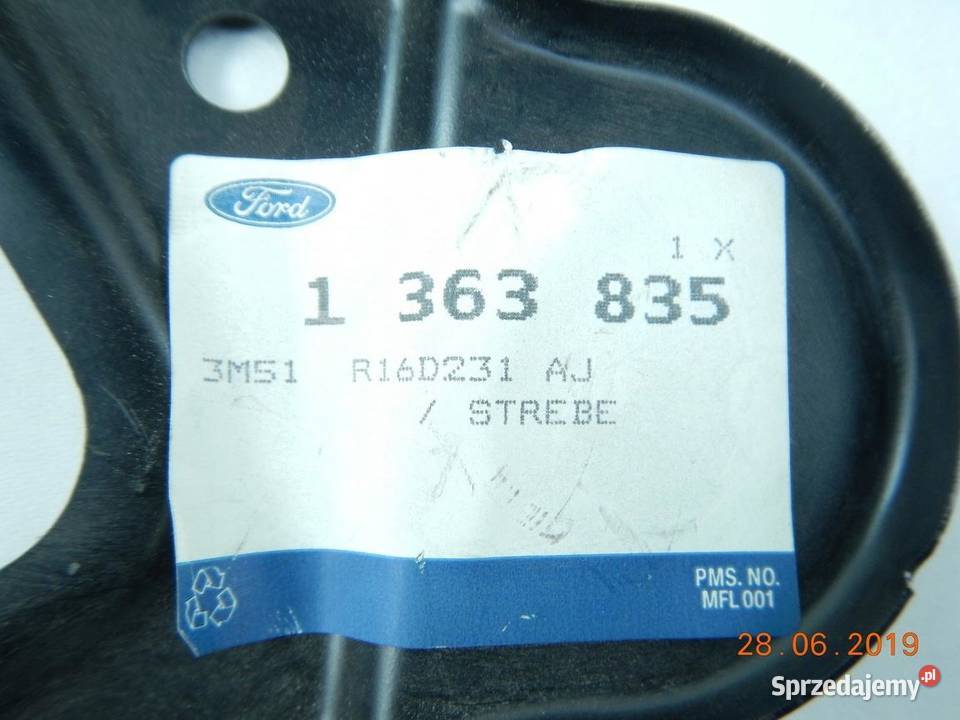 Ford
1 X
1 363 835
3M51 R16D231 AJ
/ STREBE
PMS. NO.
MFL 001
28.06.2019
Sprzedajemy.pl